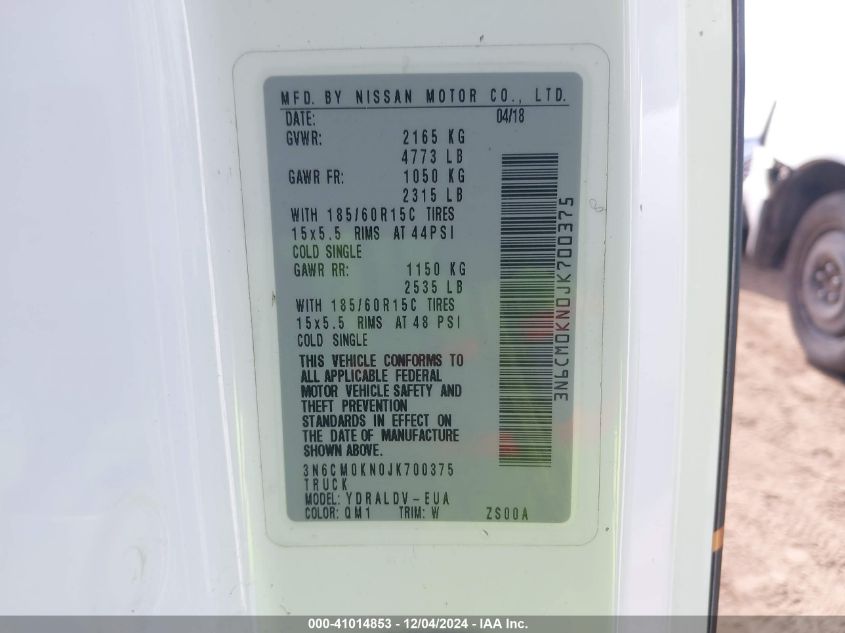 MFD. BY NISSAN MOTOR CO., LTD.
DATE: 04/18
GVWR: 2165 KG
4773 LB
GAWR FR: 1050 KG
2315 LB
WITH 185/60R15C TIRES
15x5.5 RIMS AT 44PSI
COLD SINGLE
GAWR RR: 1150 KG
2535 LB
WITH 185/60R15C TIRES
15x5.5 RIMS AT 48 PSI
COLD SINGLE
THIS VEHICLE CONFORMS TO
ALL APPLICABLE FEDERAL
MOTOR VEHICLE SAFETY AND
THEFT PREVENTION
STANDARDS IN EFFECT ON
THE DATE OF MANUFACTURE
SHOWN ABOVE.
3N6CM0KN0JK700375
TRUCK
MODEL: YDRALDV-EUA
COLOR: QM1 TRIM: W ZS00A
3N6CM0KN0JK700375
000-41014853 - 12/04/2024 - IAA Inc.